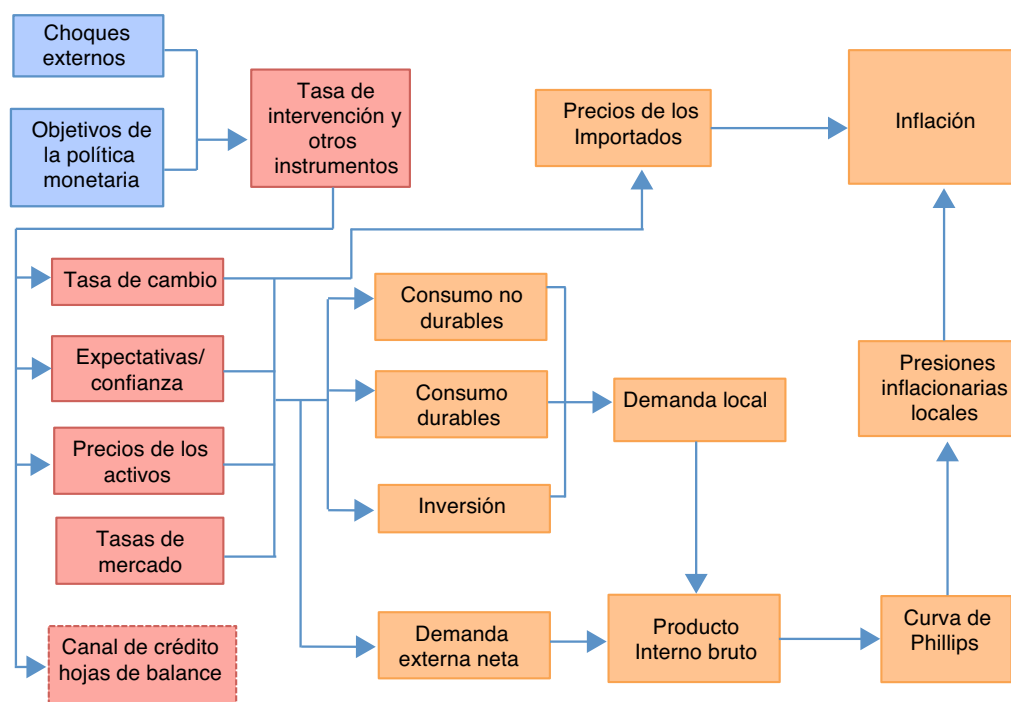 Choques
externos
Objetivos de
la política
monetaria
Tasa de
intervención y
otros
instrumentos
Precios de los
Importados
Inflación
Tasa de cambio
Expectativas/
confianza
Precios de los
activos
Tasas de
mercado
Canal de crédito
hojas de balance
Consumo no
durables
Consumo
durables
Inversión
Demanda local
Demanda
externa neta
Producto
Interno bruto
Curva de
Phillips
Presiones
inflacionarias
locales